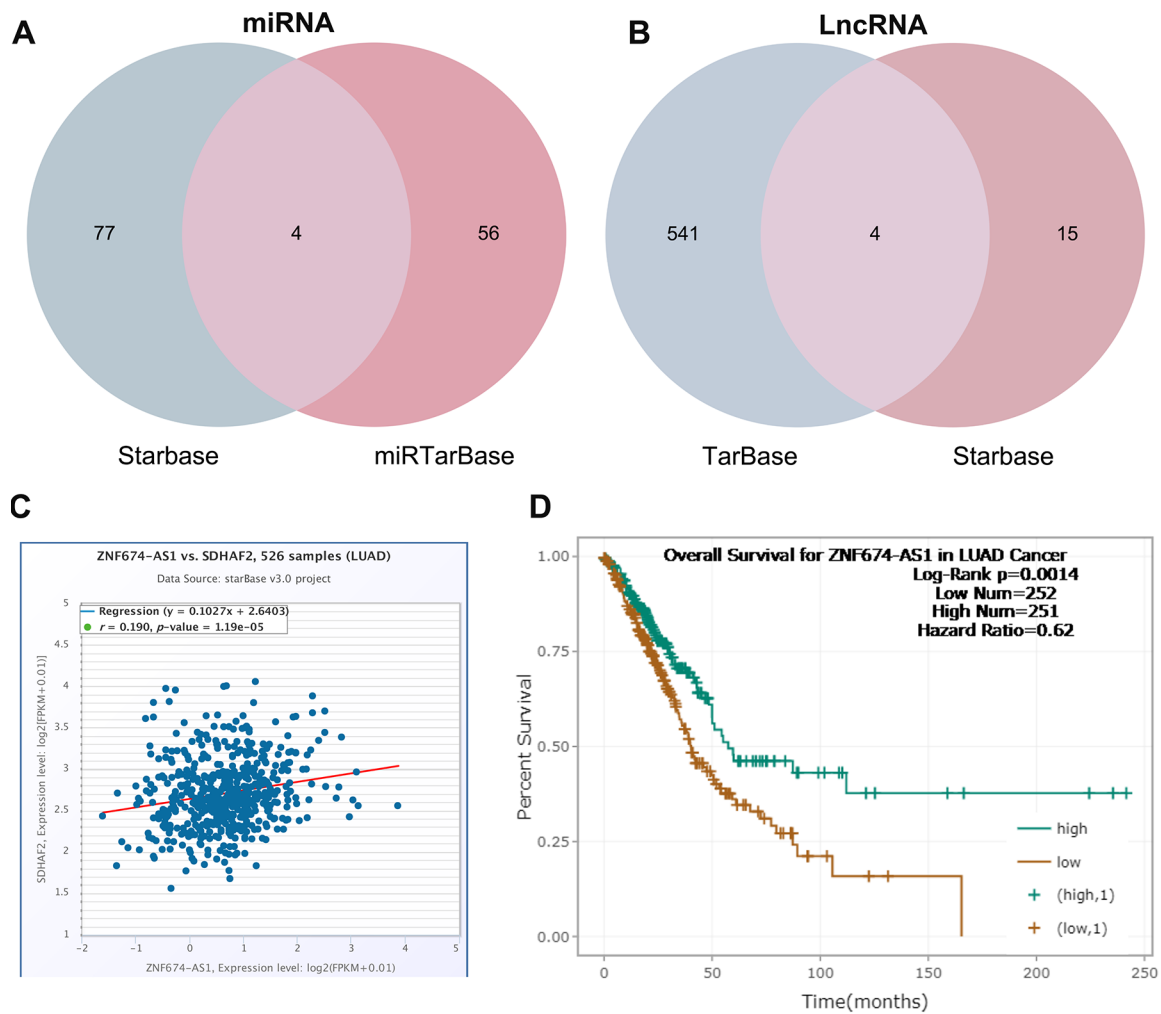 A
miRNA
77
4
56
Starbase
miRTarBase
B
LncRNA
541
4
15
TarBase
Starbase
C
ZNF674-AS1 vs. SDHAF2, 526 samples (LUAD)
Data Source: starBase v3.0 project
Regression (y = 0.1027x + 2.6403)
r = 0.190, p-value = 1.19e-05
SDHAF2, Expression level: log2[FPKM+0.01)]
5
4.5
4
3.5
3
2.5
2
1.5
1
-2
-1
0
1
2
3
4
5
ZNF674-AS1, Expression level: log2(FPKM+0.01)
D
Overall Survival for ZNF674-AS1 in LUAD Cancer
Log-Rank p=0.0014
Low Num=252
High Num=251
Hazard Ratio=0.62
Percent Survival
1.00
0.75
0.50
0.25
0.00
high
low
(high,1)
(low,1)
0
50
100
150
200
250
Time(months)